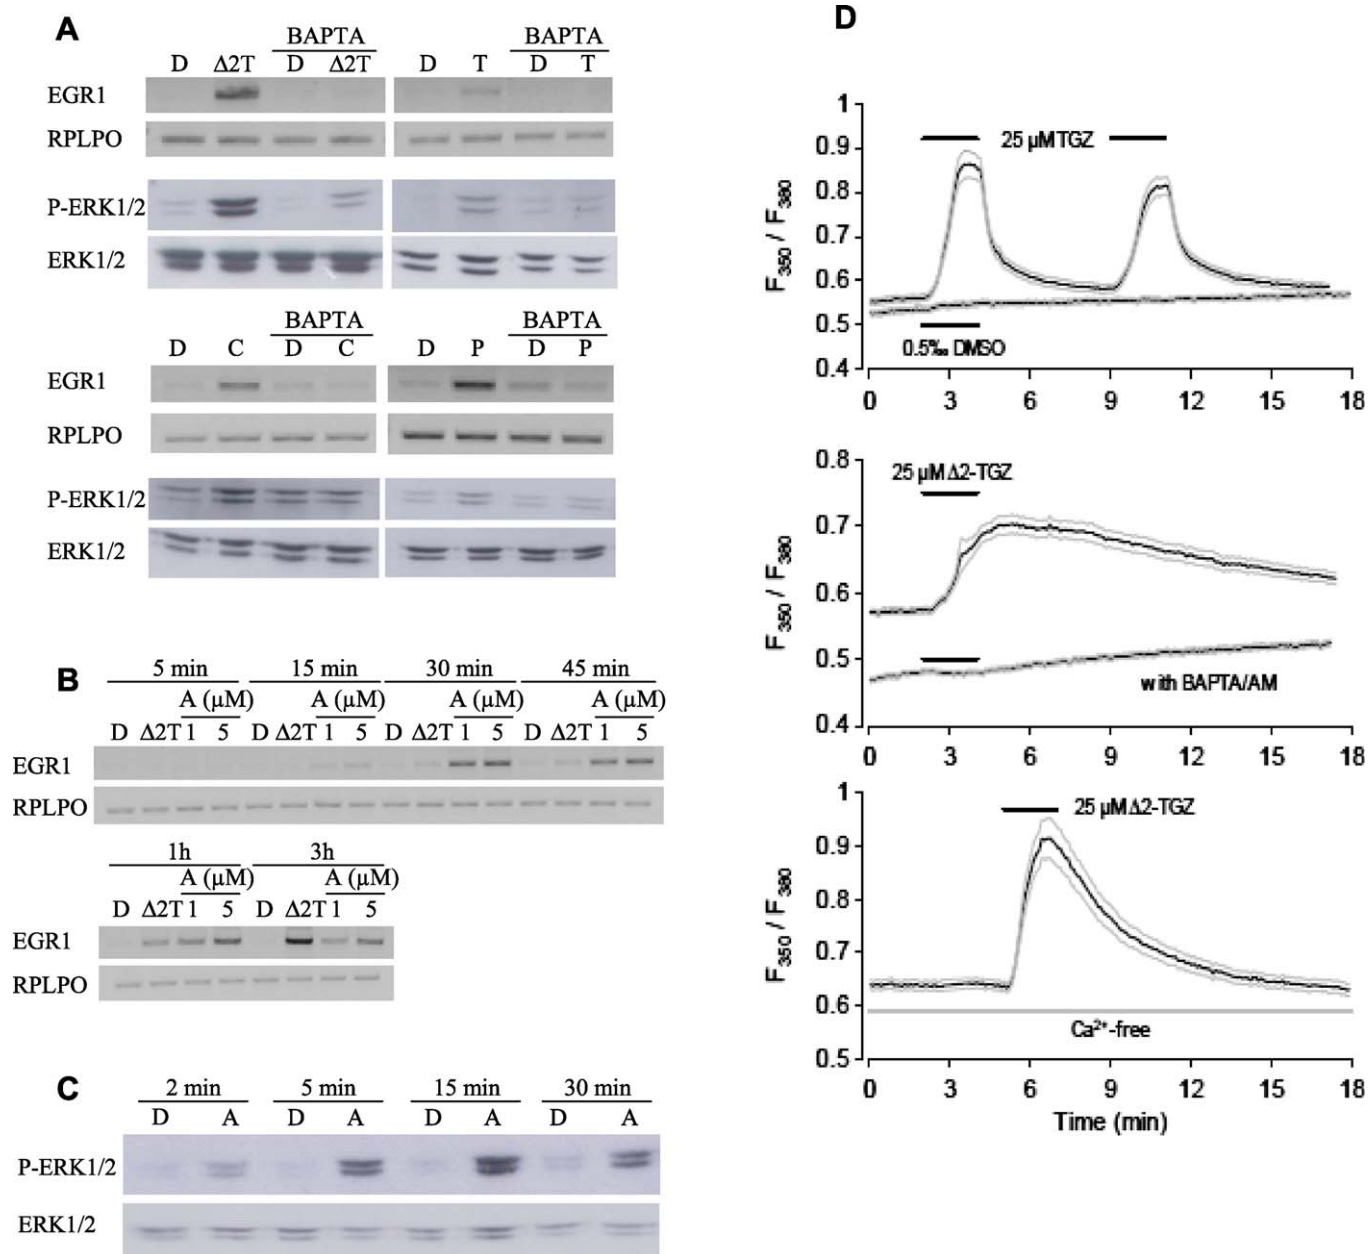 A
BAPTA BAPTA
D Δ2T D Δ2T D T D T
EGR1
RPLPO
P-ERK1/2
ERK1/2
BAPTA BAPTA
D C D C D P D P
EGR1
RPLPO
P-ERK1/2
ERK1/2
B
5 min 15 min 30 min 45 min
A (μM) A (μM) A (μM) A (μM)
D Δ2T 1 5 D Δ2T 1 5 D Δ2T 1 5 D Δ2T 1 5
EGR1
RPLPO
1h 3h
A (μM) A (μM)
D Δ2T 1 5 D Δ2T 1 5
EGR1
RPLPO
C
2 min 5 min 15 min 30 min
D A D A D A D A
P-ERK1/2
ERK1/2
D
1
0.9
0.8
0.7
0.6
0.5
0.4
F350 / F380
25 μM TGZ
0.5‰ DMSO
0 3 6 9 12 15 18
0.8
0.7
0.6
0.5
0.4
F350 / F380
25 μM Δ2-TGZ
with BAPTA/AM
0 3 6 9 12 15 18
1
0.9
0.8
0.7
0.6
0.5
F350 / F380
25 μM Δ2-TGZ
Ca2+-free
0 3 6 9 12 15 18
Time (min)